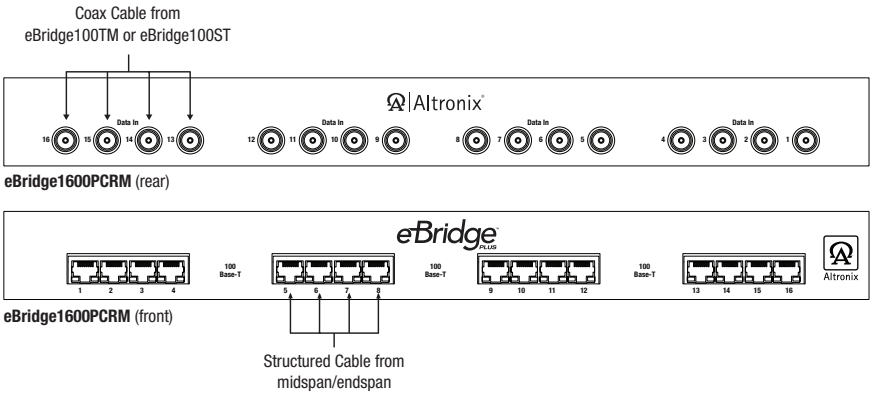 Coax Cable from
eBridge100TM or eBridge100ST
Altronix
Data In Data In Data In Data In
16 15 14 13 12 11 10 9 8 7 6 5 4 3 2 1
eBridge1600PCRM (rear)
eBridge
PLUS
100 100 100
Base-T Base-T Base-T
Altronix
1 2 3 4 5 6 7 8 9 10 11 12 13 14 15 16
eBridge1600PCRM (front)
Structured Cable from
midspan/endspan